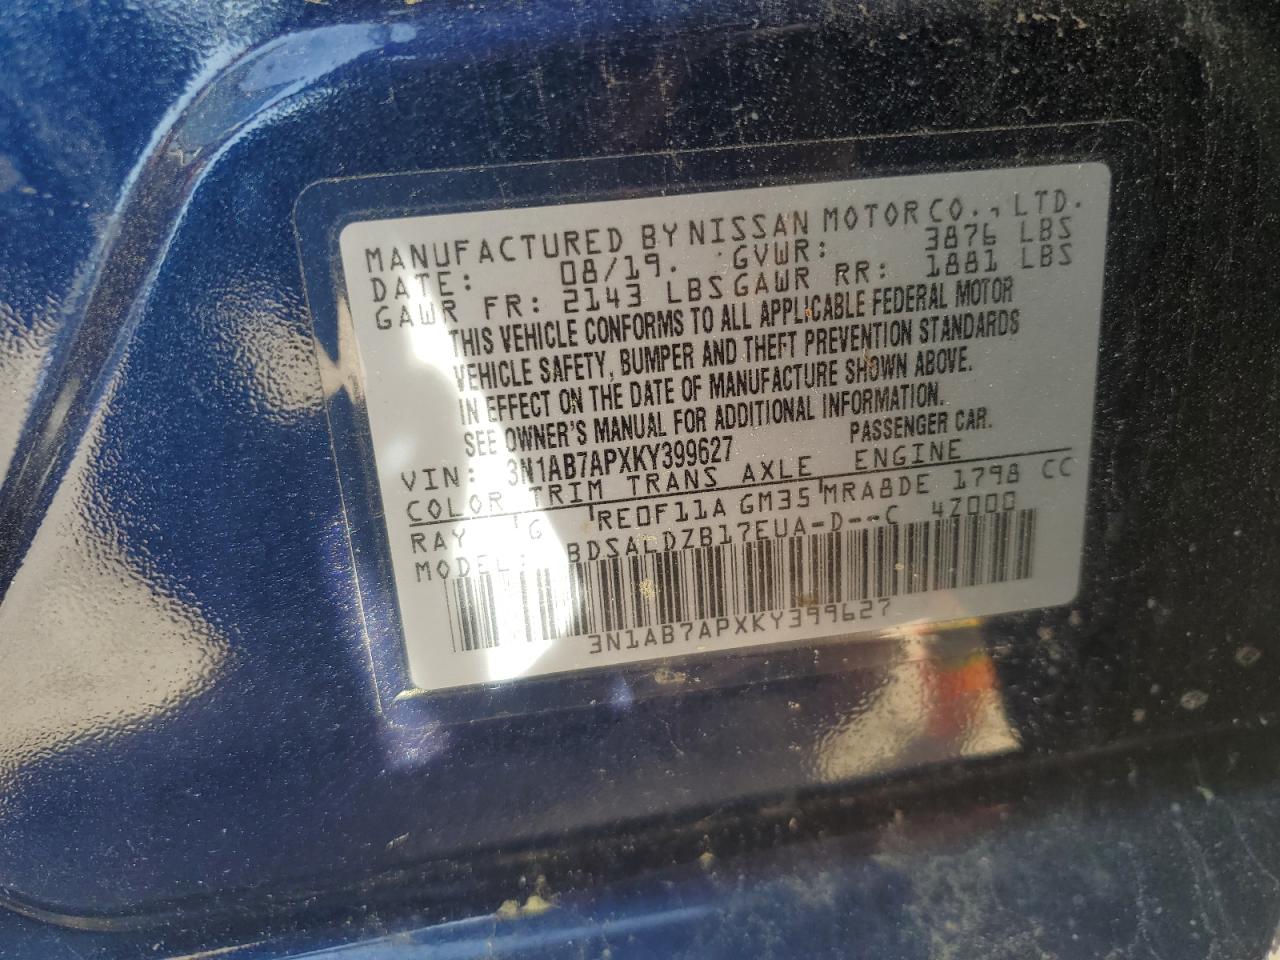 MANUFACTURED BY NISSAN MOTOR CO., LTD.
DATE: 08/19. GVWR: 3876 LBS
GAWR FR: 2143 LBS GAWR RR: 1881 LBS
THIS VEHICLE CONFORMS TO ALL APPLICABLE FEDERAL MOTOR
VEHICLE SAFETY, BUMPER AND THEFT PREVENTION STANDARDS
IN EFFECT ON THE DATE OF MANUFACTURE SHOWN ABOVE.
SEE OWNER'S MANUAL FOR ADDITIONAL INFORMATION.
VIN: 3N1AB7APXKY399627 PASSENGER CAR.
COLOR TRIM TRANS AXLE ENGINE
RAY G RE0F11A GM35 MRA8DE 1798 CC
MODEL: BDSALDZB17EUA-D--C 4Z000
3N1AB7APXKY399627